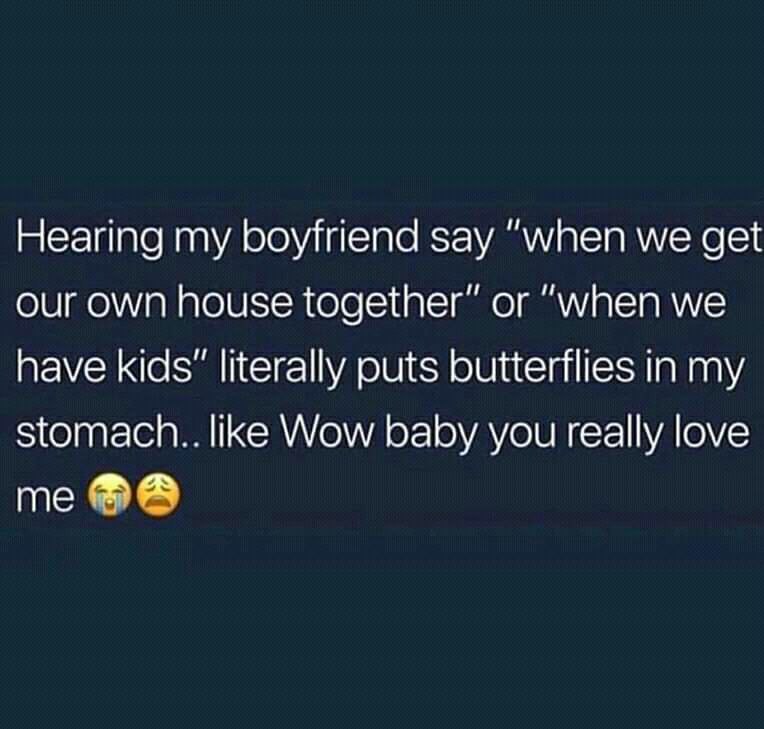 Hearing my boyfriend say "when we get
our own house together" or "when we
have kids" literally puts butterflies in my
stomach.. like Wow baby you really love
me 😭😩